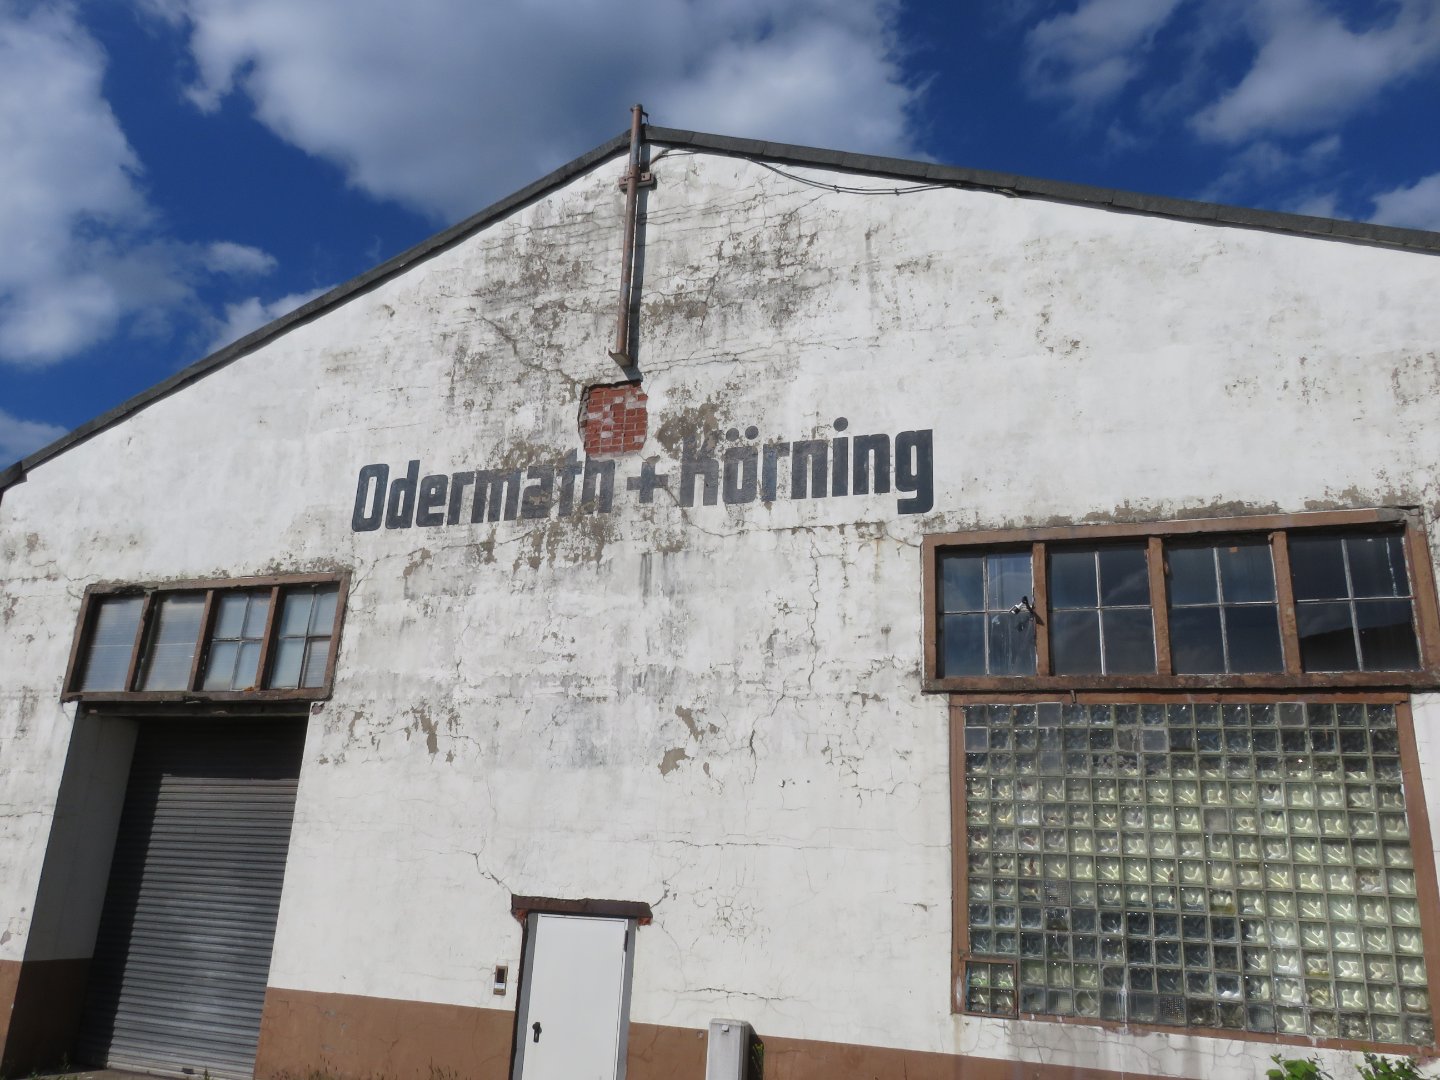 Odermath + Körning